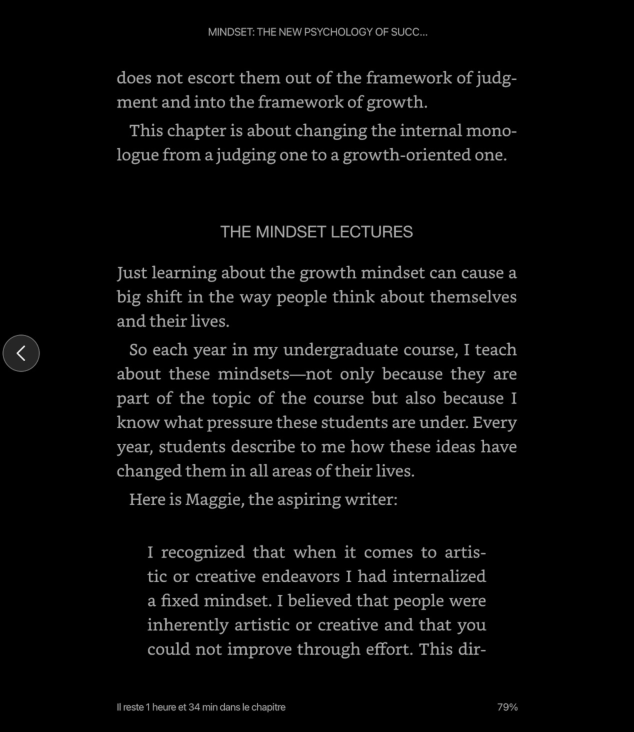 MINDSET: THE NEW PSYCHOLOGY OF SUCC...
does not escort them out of the framework of judg-
ment and into the framework of growth.
This chapter is about changing the internal mono-
logue from a judging one to a growth-oriented one.
THE MINDSET LECTURES
Just learning about the growth mindset can cause a
big shift in the way people think about themselves
and their lives.
So each year in my undergraduate course, I teach
about these mindsets—not only because they are
part of the topic of the course but also because I
know what pressure these students are under. Every
year, students describe to me how these ideas have
changed them in all areas of their lives.
Here is Maggie, the aspiring writer:
I recognized that when it comes to artis-
tic or creative endeavors I had internalized
a fixed mindset. I believed that people were
inherently artistic or creative and that you
could not improve through effort. This dir-
Il reste 1 heure et 34 min dans le chapitre
79%